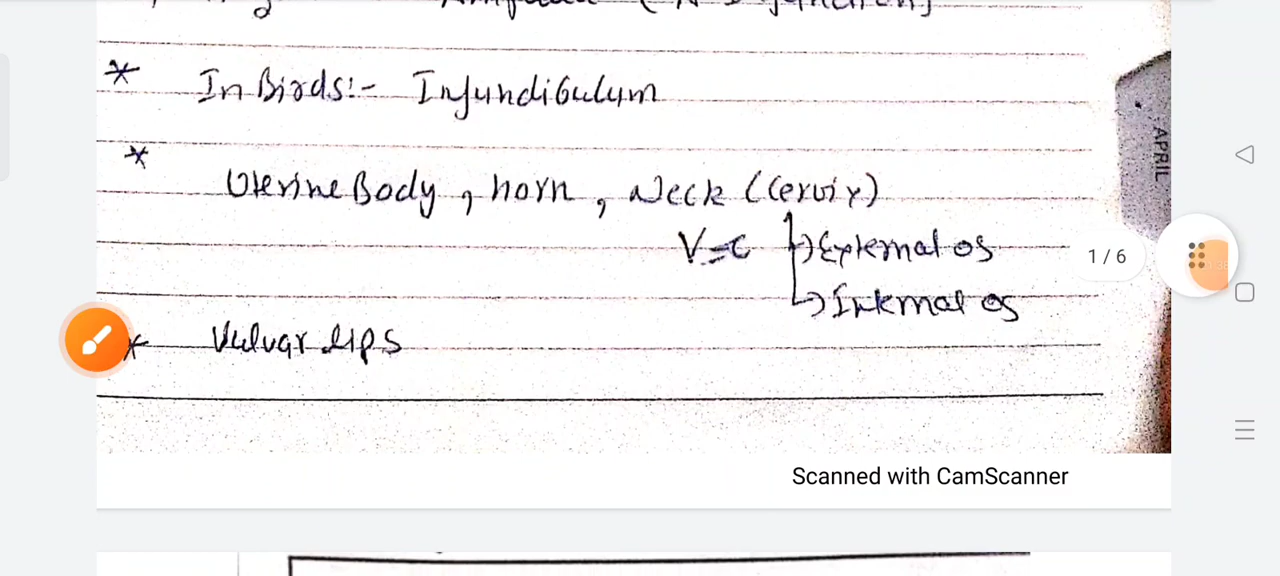 * In Birds:- Infundibulum
* Uterine Body, horn, Neck (Cervix)
→ External os
→ Internal os
* Vulvar lips
APRIL
1 / 6
Scanned with CamScanner